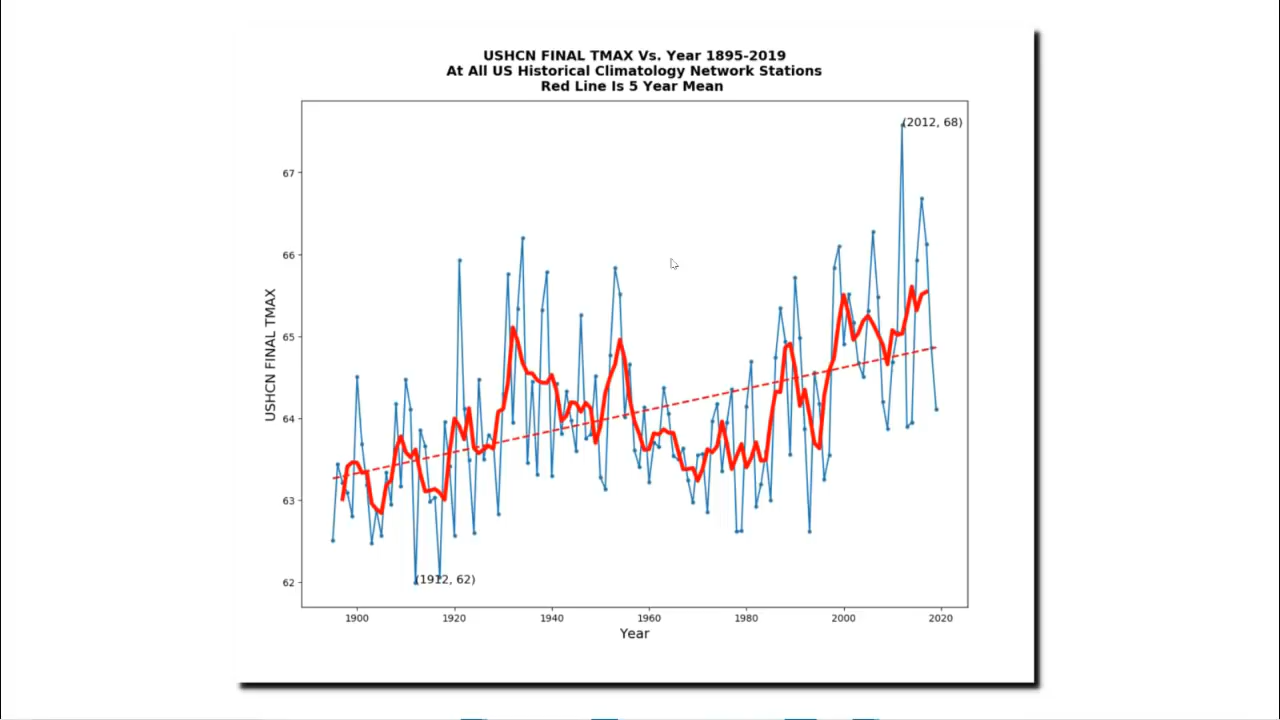 USHCN FINAL TMAX Vs. Year 1895-2019
At All US Historical Climatology Network Stations
Red Line Is 5 Year Mean
(2012, 68)
67
66
65
64
63
62
USHCN FINAL TMAX
(1912, 62)
1900 1920 1940 1960 1980 2000 2020
Year